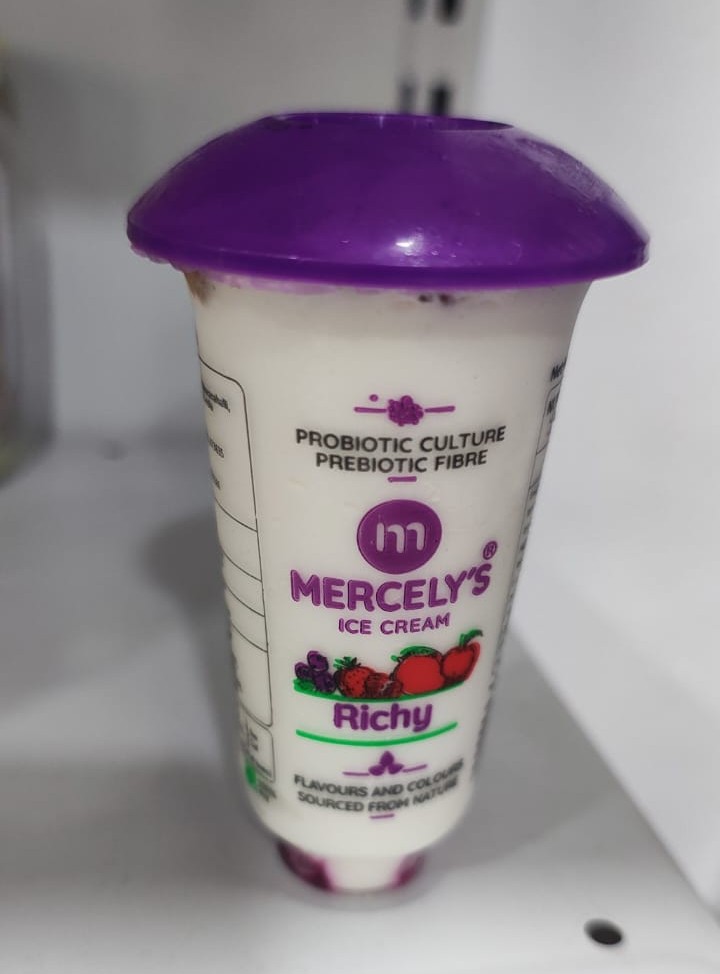 PROBIOTIC CULTURE
PREBIOTIC FIBRE
m
MERCELY'S®
ICE CREAM
Richy
FLAVOURS AND COLOURS
SOURCED FROM NATURE